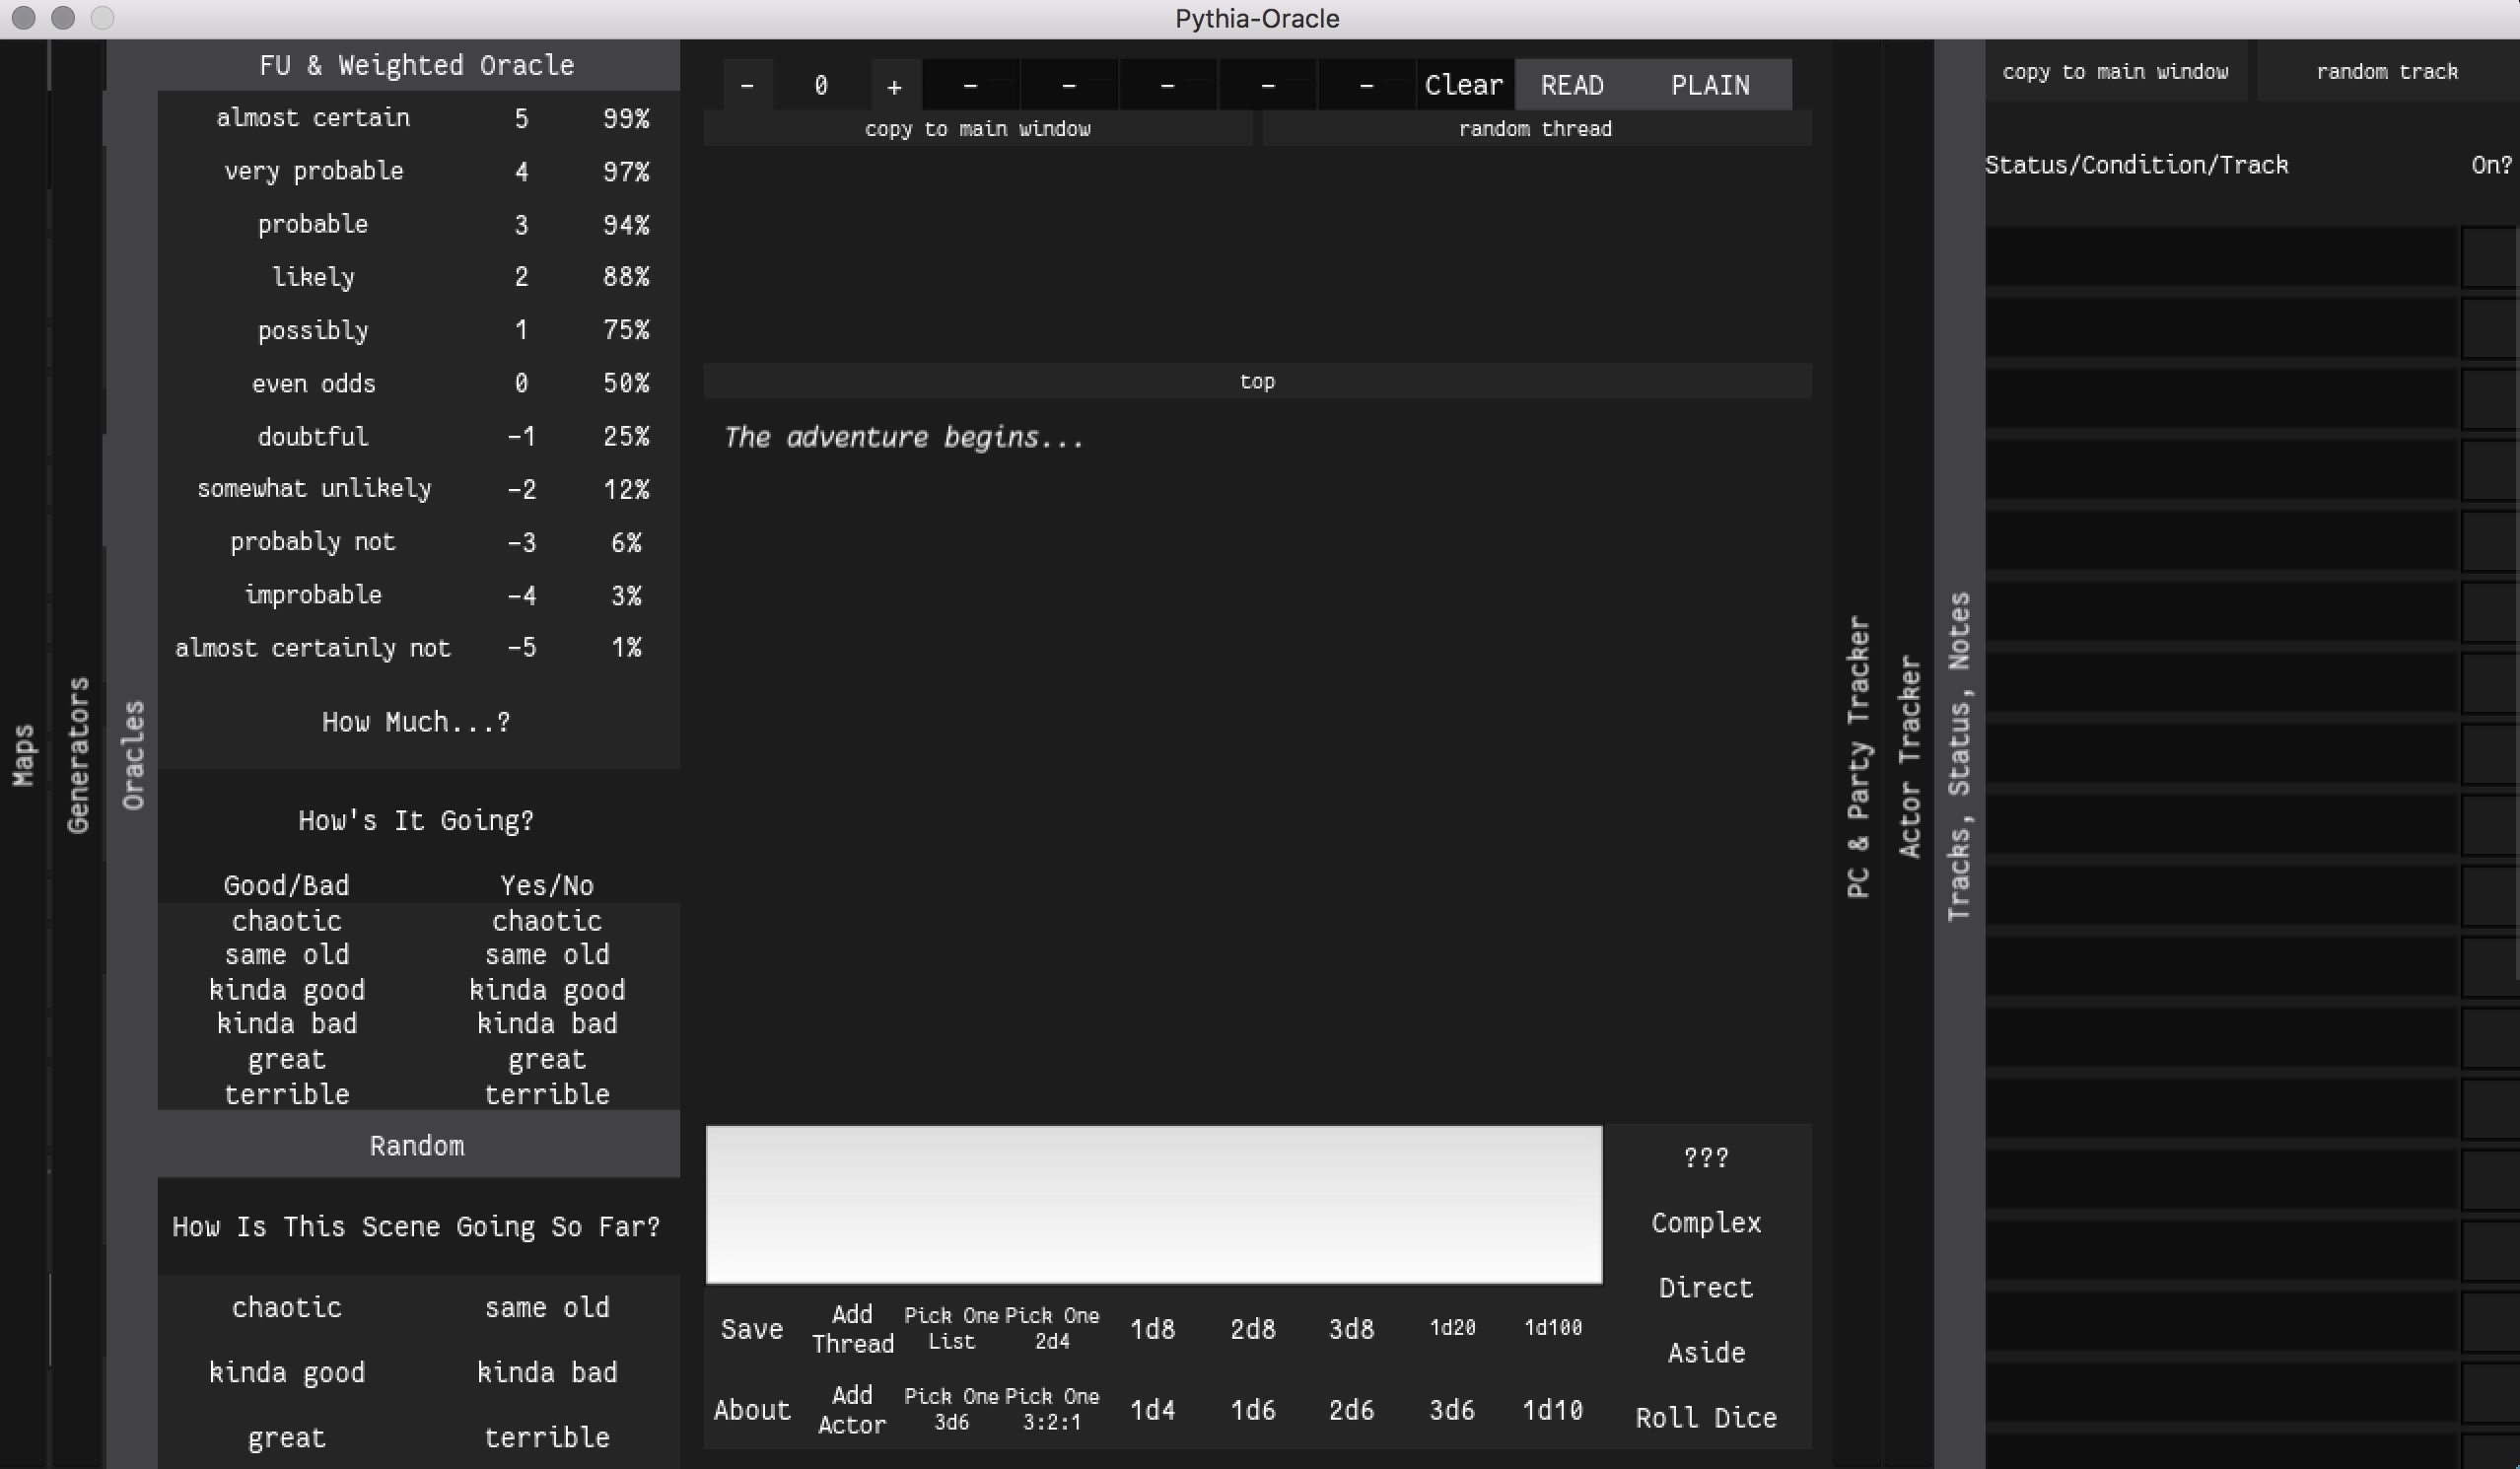 Pythia-Oracle
Maps
Generators
Oracles
FU & Weighted Oracle
almost certain 5 99%
very probable 4 97%
probable 3 94%
likely 2 88%
possibly 1 75%
even odds 0 50%
doubtful -1 25%
somewhat unlikely -2 12%
probably not -3 6%
improbable -4 3%
almost certainly not -5 1%
How Much...?
How's It Going?
Good/Bad Yes/No
chaotic chaotic
same old same old
kinda good kinda good
kinda bad kinda bad
great great
terrible terrible
Random
How Is This Scene Going So Far?
chaotic same old
kinda good kinda bad
great terrible
- 0 + - - - - - Clear READ PLAIN
copy to main window random thread
top
The adventure begins...
???
Complex
Direct
Aside
Roll Dice
Save Add Thread Pick One List Pick One 2d4 1d8 2d8 3d8 1d20 1d100
About Add Actor Pick One 3d6 Pick One 3:2:1 1d4 1d6 2d6 3d6 1d10
PC & Party Tracker
Actor Tracker
Tracks, Status, Notes
copy to main window random track
Status/Condition/Track On?